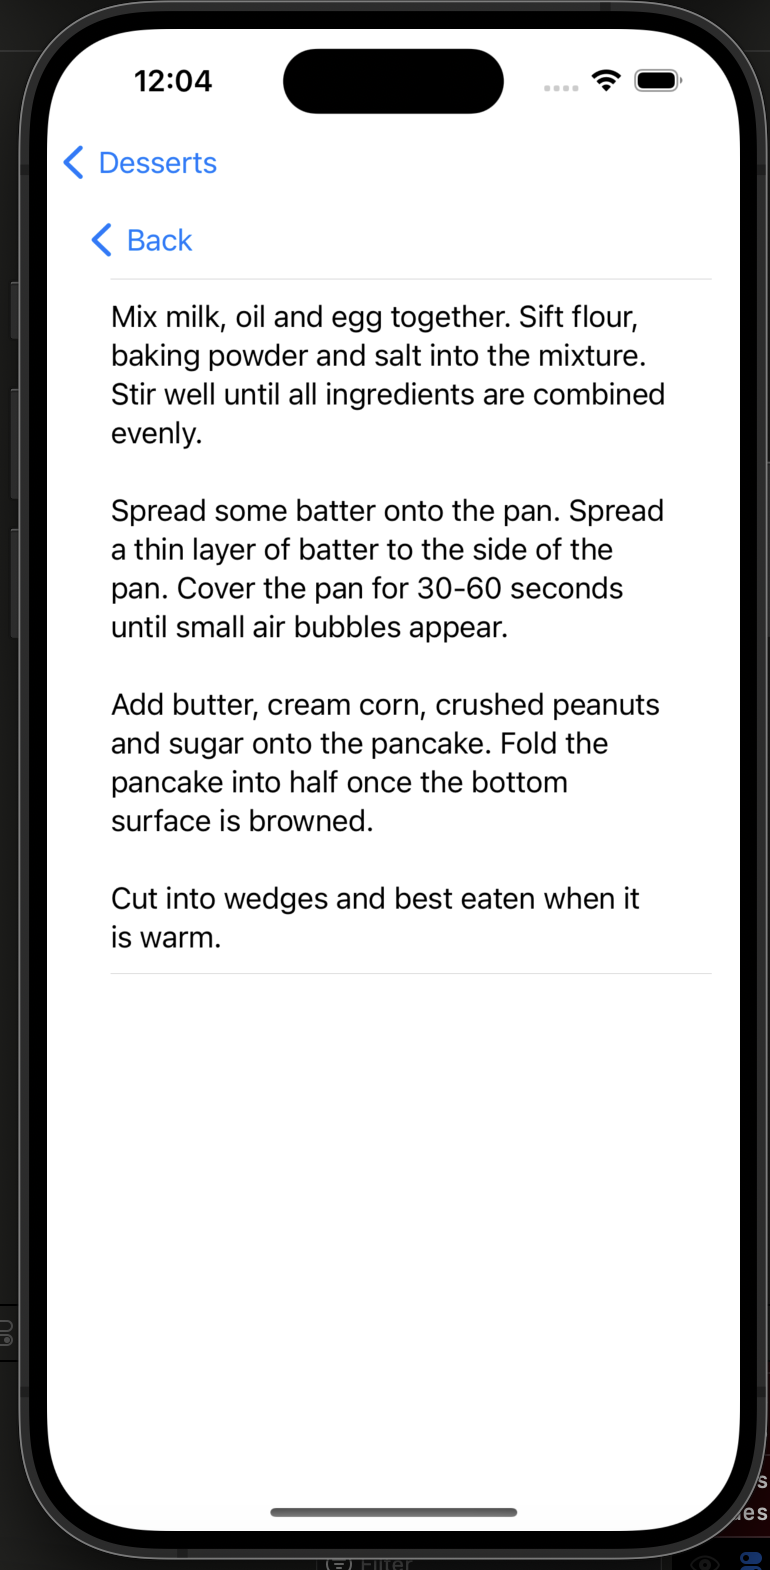 12:04
Desserts
Back
Mix milk, oil and egg together. Sift flour,
baking powder and salt into the mixture.
Stir well until all ingredients are combined
evenly.
Spread some batter onto the pan. Spread
a thin layer of batter to the side of the
pan. Cover the pan for 30-60 seconds
until small air bubbles appear.
Add butter, cream corn, crushed peanuts
and sugar onto the pancake. Fold the
pancake into half once the bottom
surface is browned.
Cut into wedges and best eaten when it
is warm.
Filter